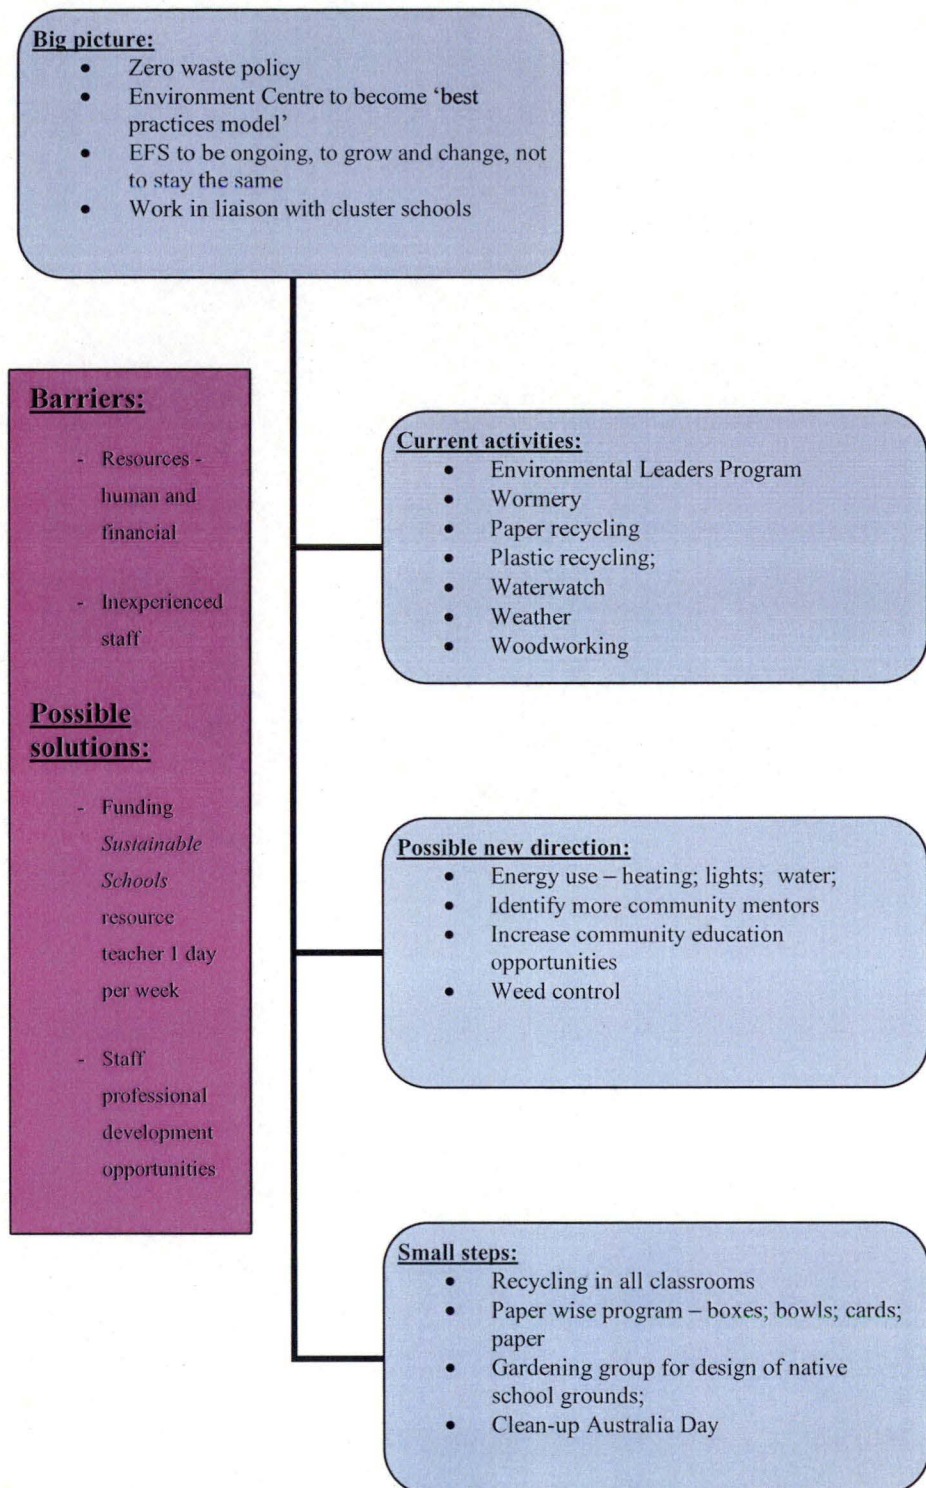 Big picture:
• Zero waste policy
• Environment Centre to become ‘best
practices model’
• EFS to be ongoing, to grow and change, not
to stay the same
• Work in liaison with cluster schools
Barriers:
- Resources -
human and
financial
- Inexperienced
staff
Possible
solutions:
- Funding
Sustainable
Schools
resource
teacher 1 day
per week
- Staff
professional
development
opportunities
Current activities:
• Environmental Leaders Program
• Wormery
• Paper recycling
• Plastic recycling;
• Waterwatch
• Weather
• Woodworking
Possible new direction:
• Energy use – heating; lights; water;
• Identify more community mentors
• Increase community education
opportunities
• Weed control
Small steps:
• Recycling in all classrooms
• Paper wise program – boxes; bowls; cards;
paper
• Gardening group for design of native
school grounds;
• Clean-up Australia Day